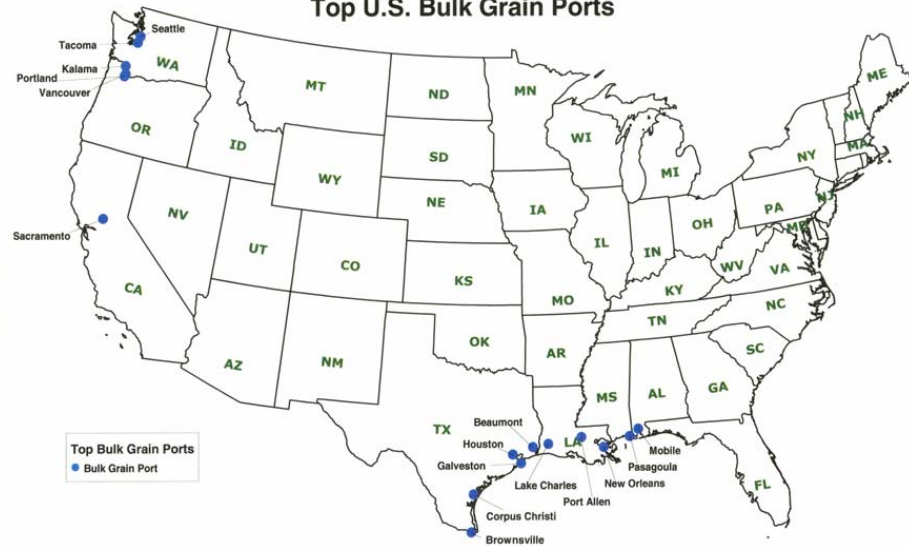 Top U.S. Bulk Grain Ports
Seattle
Tacoma
Kalama
Portland
Vancouver
Sacramento
WA
OR
ID
MT
ND
MN
WI
MI
NY
ME
NH
MA
SD
WY
NE
IA
NV
UT
CO
CA
KS
IL
IN
OH
PA
NJ
MD
WV
VA
KY
MO
NC
TN
SC
AZ
NM
OK
AR
MS
AL
GA
TX
LA
FL
Beaumont
Houston
Galveston
Lake Charles
Port Allen
New Orleans
Pasagoula
Mobile
Corpus Christi
Brownsville
Top Bulk Grain Ports
Bulk Grain Port